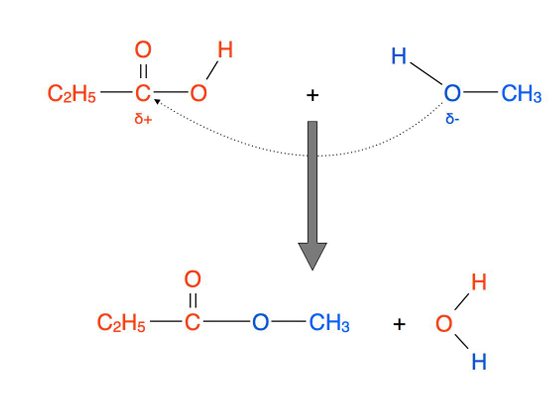 O H
H
C₂H₅ C O + O CH₃
δ+ δ-
O
H
C₂H₅ C O CH₃ + O
H